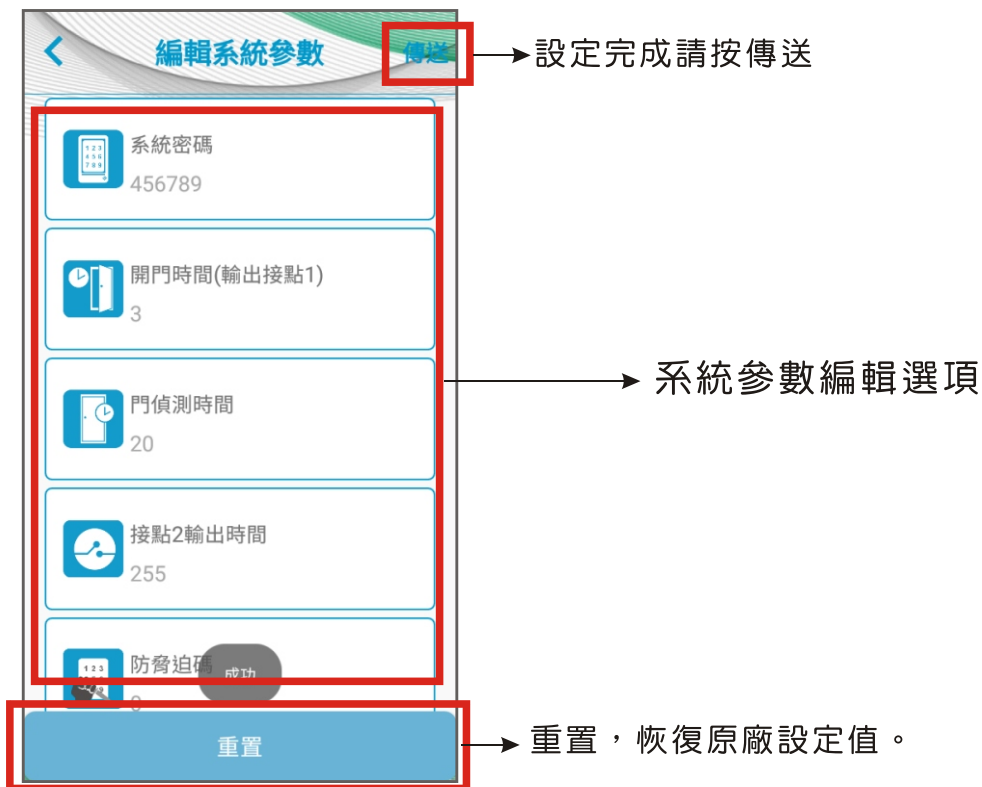 編輯系統參數
傳送
設定完成請按傳送
系統密碼
456789
開門時間(輸出接點1)
3
門偵測時間
20
系統參數編輯選項
接點2輸出時間
255
防脅迫碼
成功
重置
重置，恢復原廠設定值。